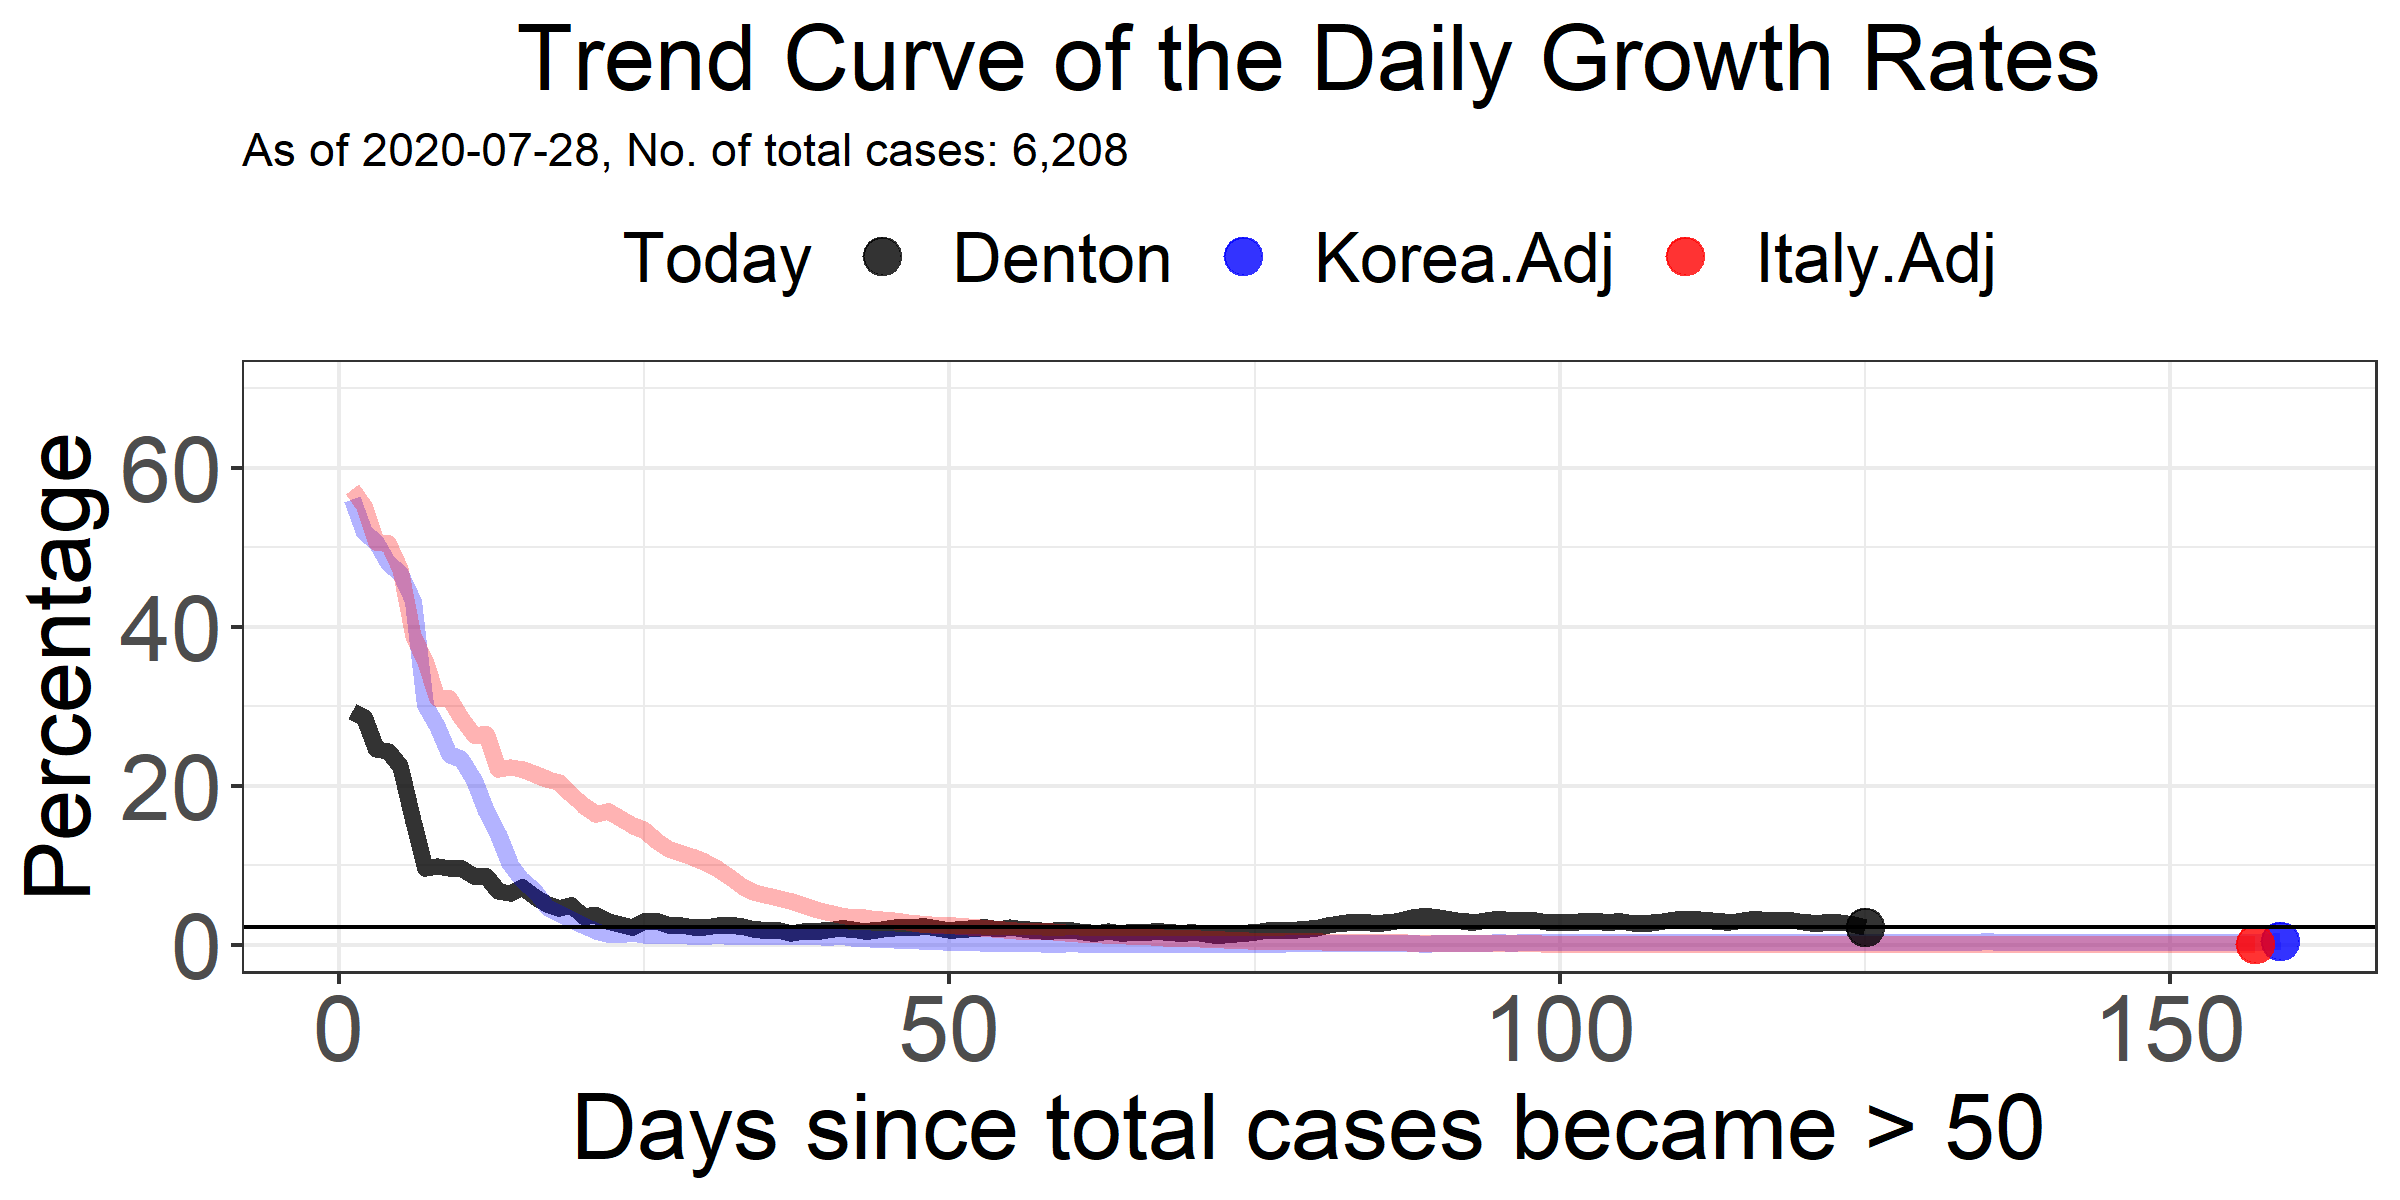 Trend Curve of the Daily Growth Rates
As of 2020-07-28, No. of total cases: 6,208
Today Denton Korea.Adj Italy.Adj
Percentage
60
40
20
0
0 50 100 150
Days since total cases became > 50